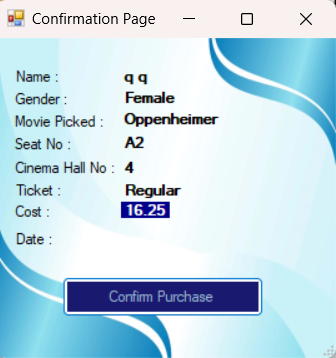 Confirmation Page
Name : q q
Gender : Female
Movie Picked : Oppenheimer
Seat No : A2
Cinema Hall No : 4
Ticket : Regular
Cost : 16.25
Date :
Confirm Purchase